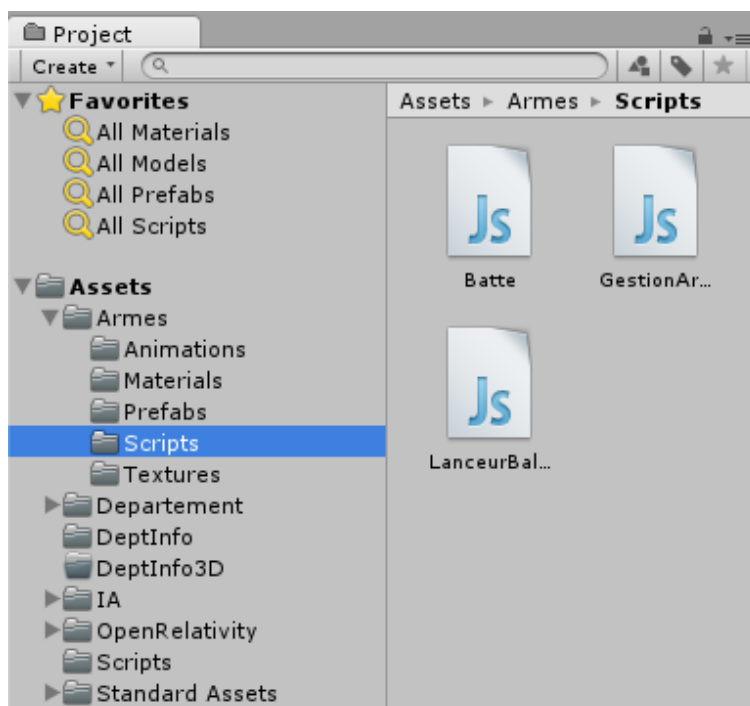 Project
Create
Favorites
All Materials
All Models
All Prefabs
All Scripts
Assets
Armes
Animations
Materials
Prefabs
Scripts
Textures
Departement
DeptInfo
DeptInfo3D
IA
OpenRelativity
Scripts
Standard Assets
Assets Armes Scripts
Js Js
Batte GestionAr...
Js
LanceurBal...